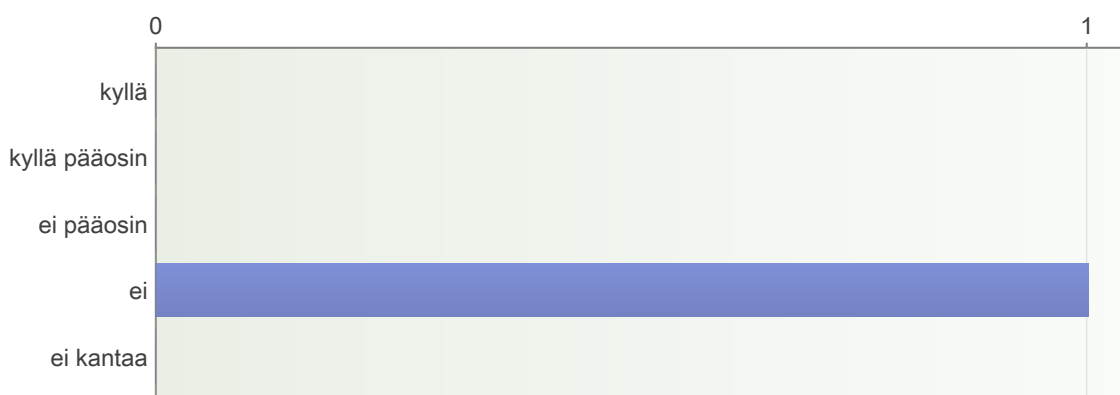 0 1
kyllä
kyllä pääosin
ei pääosin
ei
ei kantaa